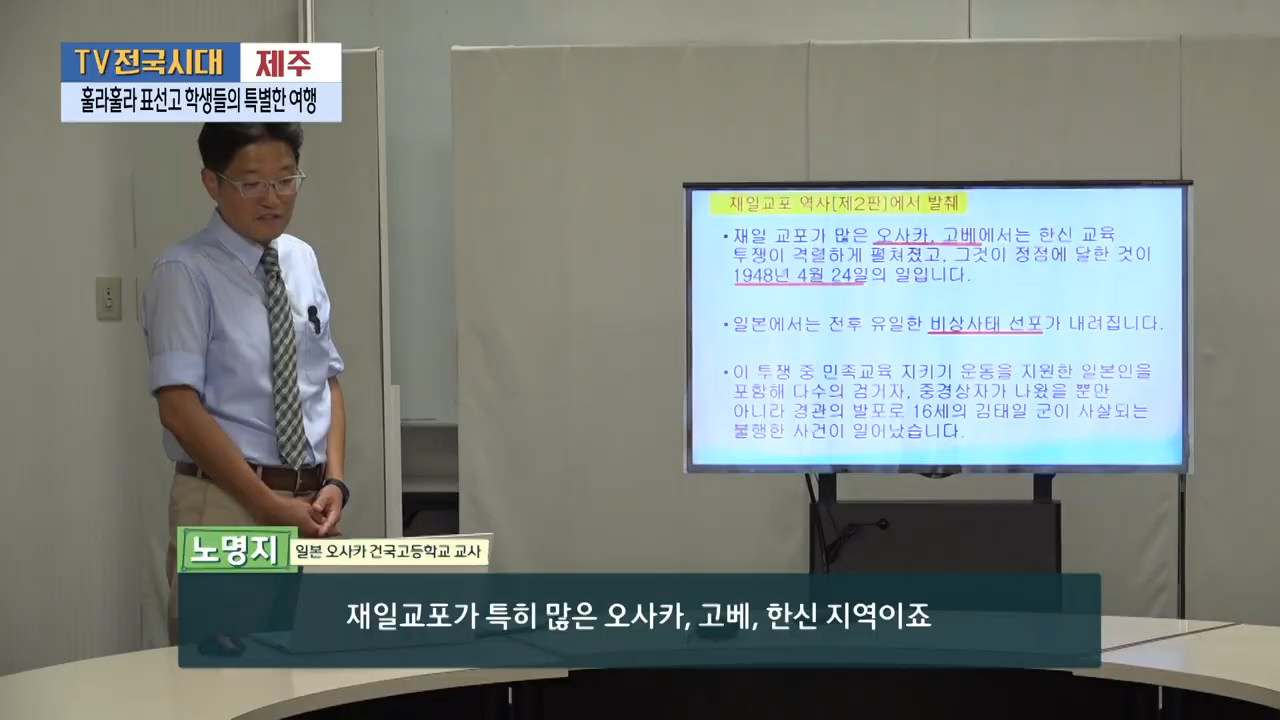 TV전국시대 제주
훌라훌라 표선고 학생들의 특별한 여행
재일교포 역사[제2판]에서 발췌
•재일 교포가 많은 오사카, 고베에서는 한신 교육
투쟁이 격렬하게 펼쳐졌고, 그것이 정점에 달한 것이
1948년 4월 24일의 일입니다.
•일본에서는 전후 유일한 비상사태 선포가 내려집니다.
•이 투쟁 중 민족교육 지키기 운동을 지원한 일본인을
포함해 다수의 검거자, 중경상자가 나왔을 뿐만
아니라 경관의 발포로 16세의 김태일 군이 사살되는
불행한 사건이 일어났습니다.
노명지 일본 오사카 건국고등학교 교사
재일교포가 특히 많은 오사카, 고베, 한신 지역이죠